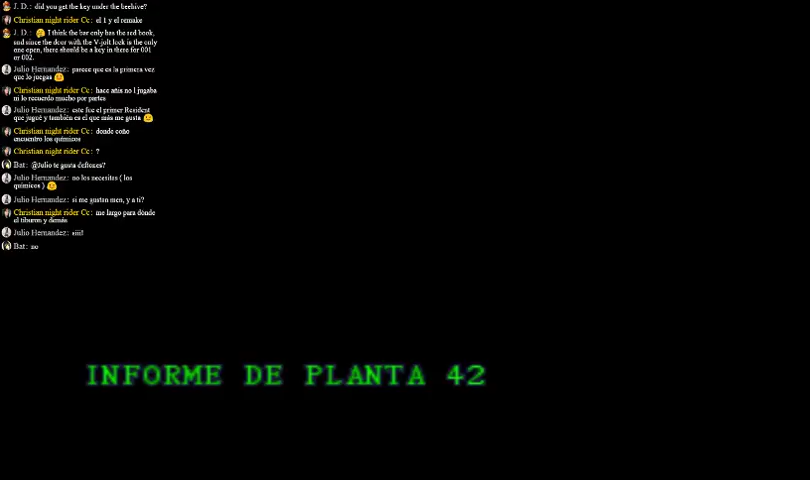 J. D.: did you get the key under the beehive?
Christian night rider Cc: el 1 y el remake
J. D.: 🤔 I think the bar only has the red book,
and since the door with the V-jolt lock is the only
one open, there should be a key in there for 001
or 002.
Julio Hernandez: parece que es la primera vez
que lo juegas
Christian night rider Cc: hace añis no l jugaba
ni lo recuerdo mucho por partes
Julio Hernandez: este fue el primer Resident
que jugué y también es el que más me gusta
Christian night rider Cc: donde coño
encuentro los químicos
Christian night rider Cc: ?
Bat: @Julio te gusta deftones?
Julio Hernandez: no los necesitas ( los
químicos )
Julio Hernandez: si me gustan men, y a ti?
Christian night rider Cc: me largo para donde
el tiburon y demás
Julio Hernandez: siii!
Bat: no
INFORME DE PLANTA 42